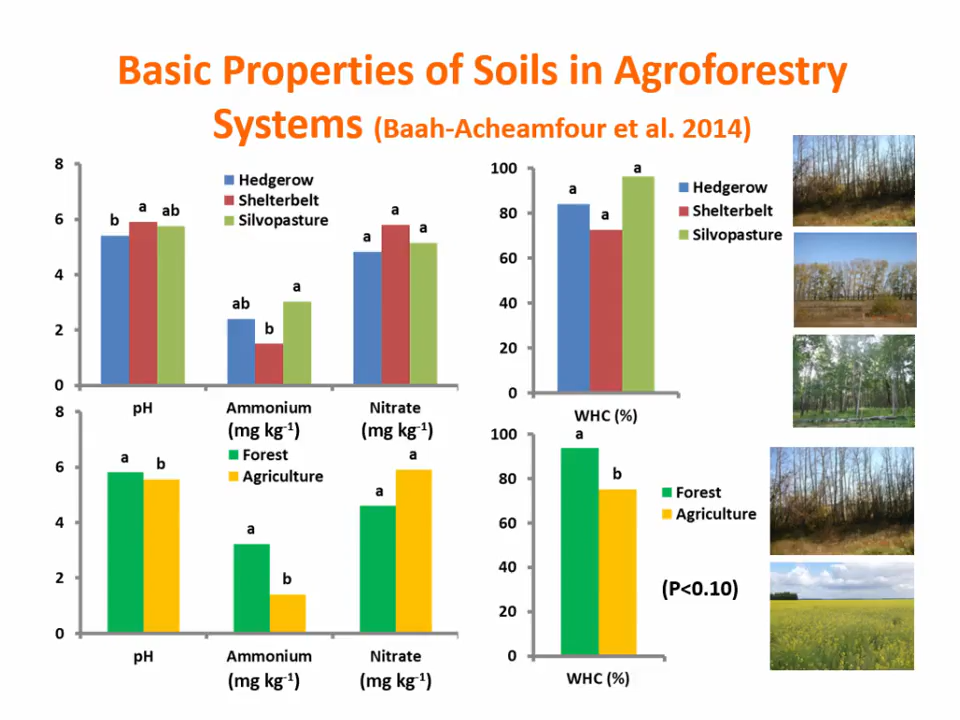 Basic Properties of Soils in Agroforestry
Systems (Baah-Acheamfour et al. 2014)
8
6
4
2
0
Hedgerow
Shelterbelt
Silvopasture
b
a
ab
ab
b
a
a
a
a
pH
Ammonium
(mg kg⁻¹)
Nitrate
(mg kg⁻¹)
100
80
60
40
20
0
a
a
a
Hedgerow
Shelterbelt
Silvopasture
WHC (%)
8
6
4
2
0
Forest
Agriculture
a
b
a
b
a
a
pH
Ammonium
(mg kg⁻¹)
Nitrate
(mg kg⁻¹)
100
80
60
40
20
0
a
b
Forest
Agriculture
(P<0.10)
WHC (%)